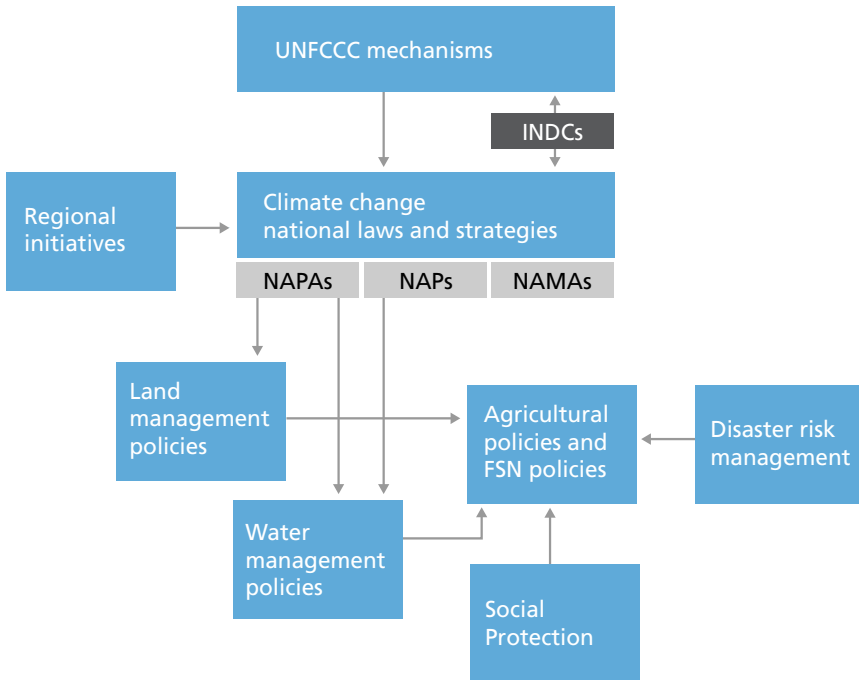 UNFCCC mechanisms
INDCs
Regional
initiatives
Climate change
national laws and strategies
NAPAs
NAPs
NAMAs
Land
management
policies
Agricultural
policies and
FSN policies
Disaster risk
management
Water
management
policies
Social
Protection